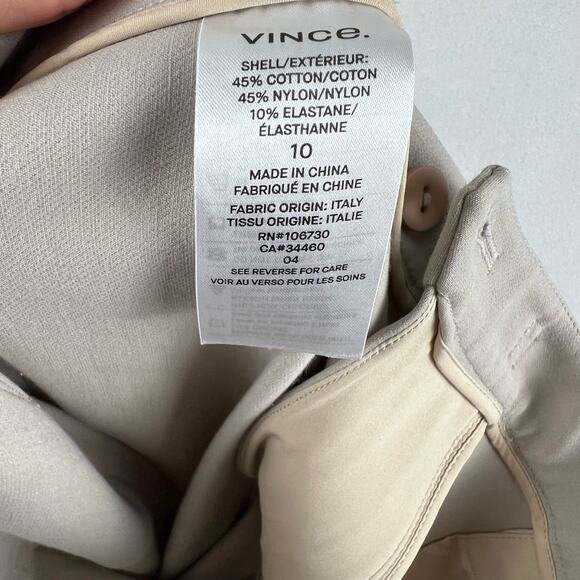 VINCE.
SHELL/EXTÉRIEUR:
45% COTTON/COTON
45% NYLON/NYLON
10% ELASTANE/
ÉLASTHANNE
10
MADE IN CHINA
FABRIQUÉ EN CHINE
FABRIC ORIGIN: ITALY
TISSU ORIGINE: ITALIE
RN#106730
CA#34460
04
SEE REVERSE FOR CARE
VOIR AU VERSO POUR LES SOINS